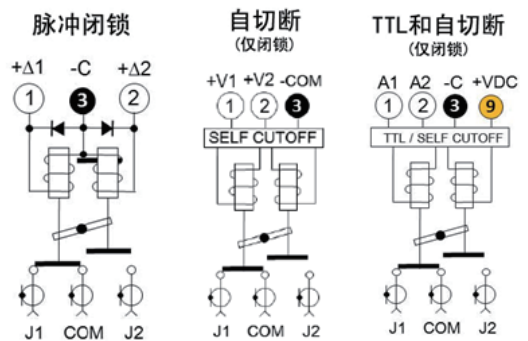 脉冲闭锁
+Δ1 -C +Δ2
1 3 2
J1 COM J2
自切断
(仅闭锁)
+V1 +V2 -COM
1 2 3
SELF CUTOFF
J1 COM J2
TTL和自切断
(仅闭锁)
A1 A2 -C +VDC
1 2 3 9
TTL / SELF CUTOFF
J1 COM J2